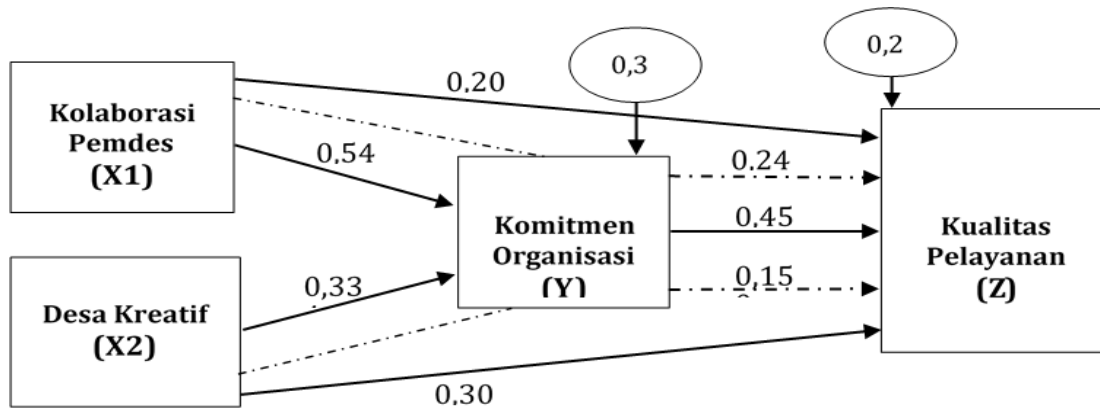 0,2
0,3
Kolaborasi
Pemdes
(X1)
0,20
0,54
0,24
Komitmen
Organisasi
(Y)
0,45
Kualitas
Pelayanan
(Z)
0,33
0,15
Desa Kreatif
(X2)
0,30